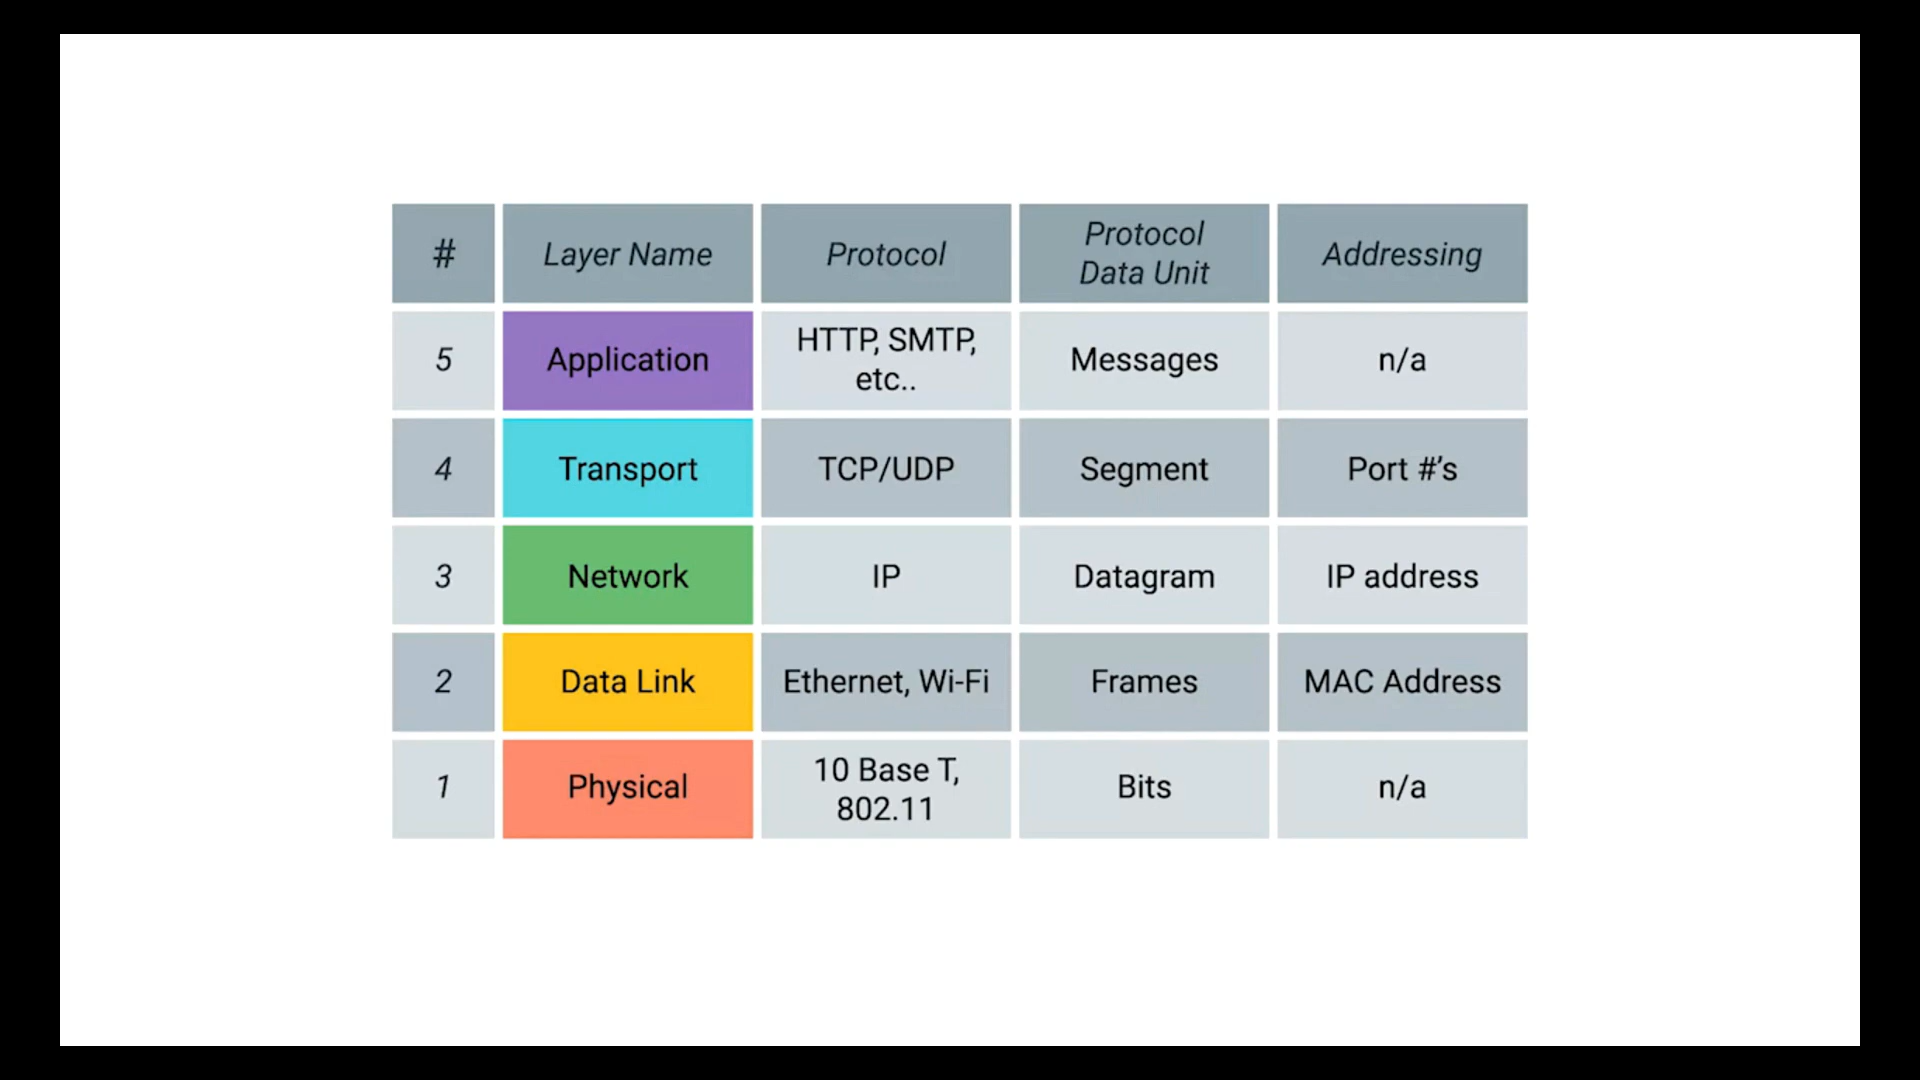 # Layer Name Protocol Protocol Data Unit Addressing
5 Application HTTP, SMTP, etc.. Messages n/a
4 Transport TCP/UDP Segment Port #’s
3 Network IP Datagram IP address
2 Data Link Ethernet, Wi-Fi Frames MAC Address
1 Physical 10 Base T, 802.11 Bits n/a